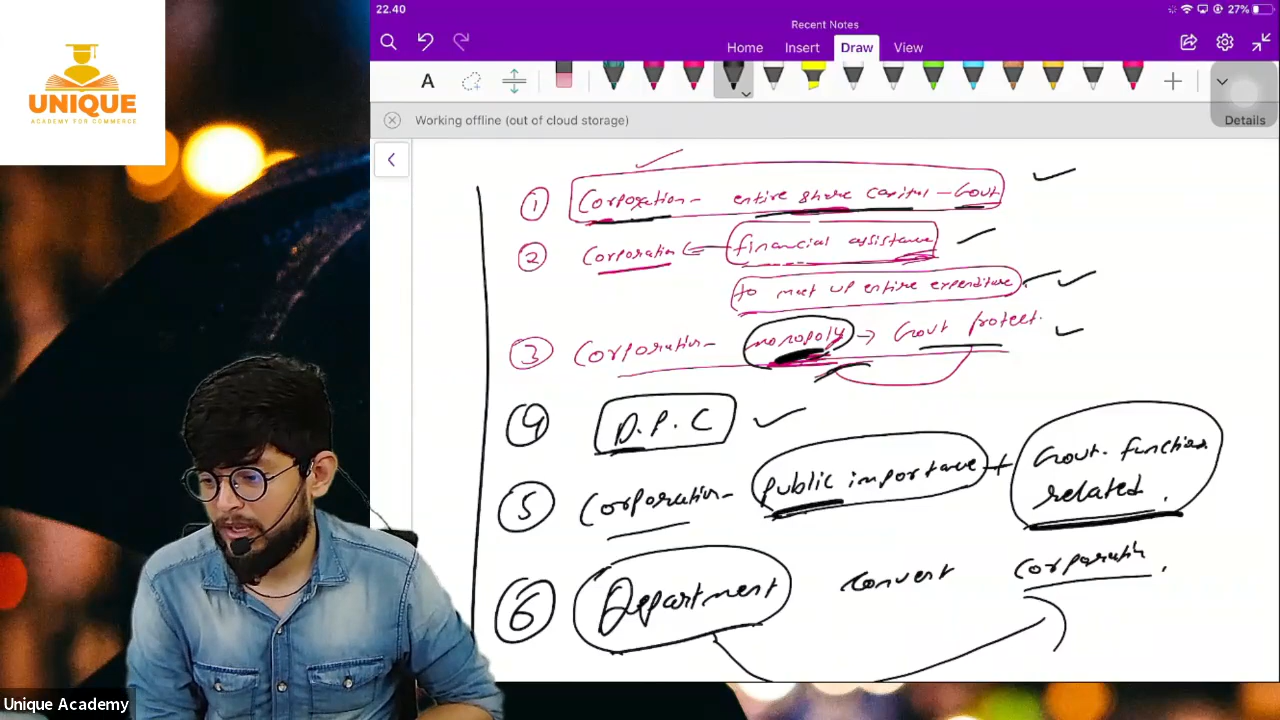 22.40
27%
Recent Notes
Home Insert Draw View
UNIQUE
ACADEMY FOR COMMERCE
A
Working offline (out of cloud storage)
Details
① Corporation - entire share capital - Govt
② Corporation ⇐ financial assistance
to meet up entire expenditure.
③ Corporation - monopoly → Govt protect.
④ D.P.C
⑤ Corporation - public importance + Govt. function related.
⑥ Department convert corporatin.
Unique Academy